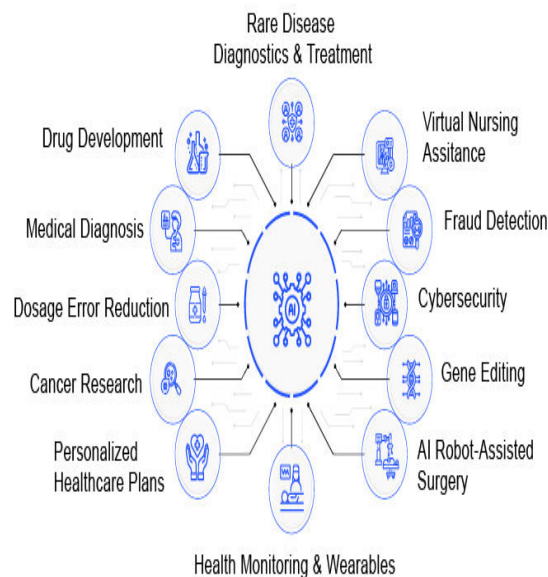 Rare Disease
Diagnostics & Treatment
Drug Development
Virtual Nursing
Assitance
Medical Diagnosis
Fraud Detection
Dosage Error Reduction
AI
Cybersecurity
Cancer Research
Gene Editing
Personalized
Healthcare Plans
AI Robot-Assisted
Surgery
Health Monitoring & Wearables